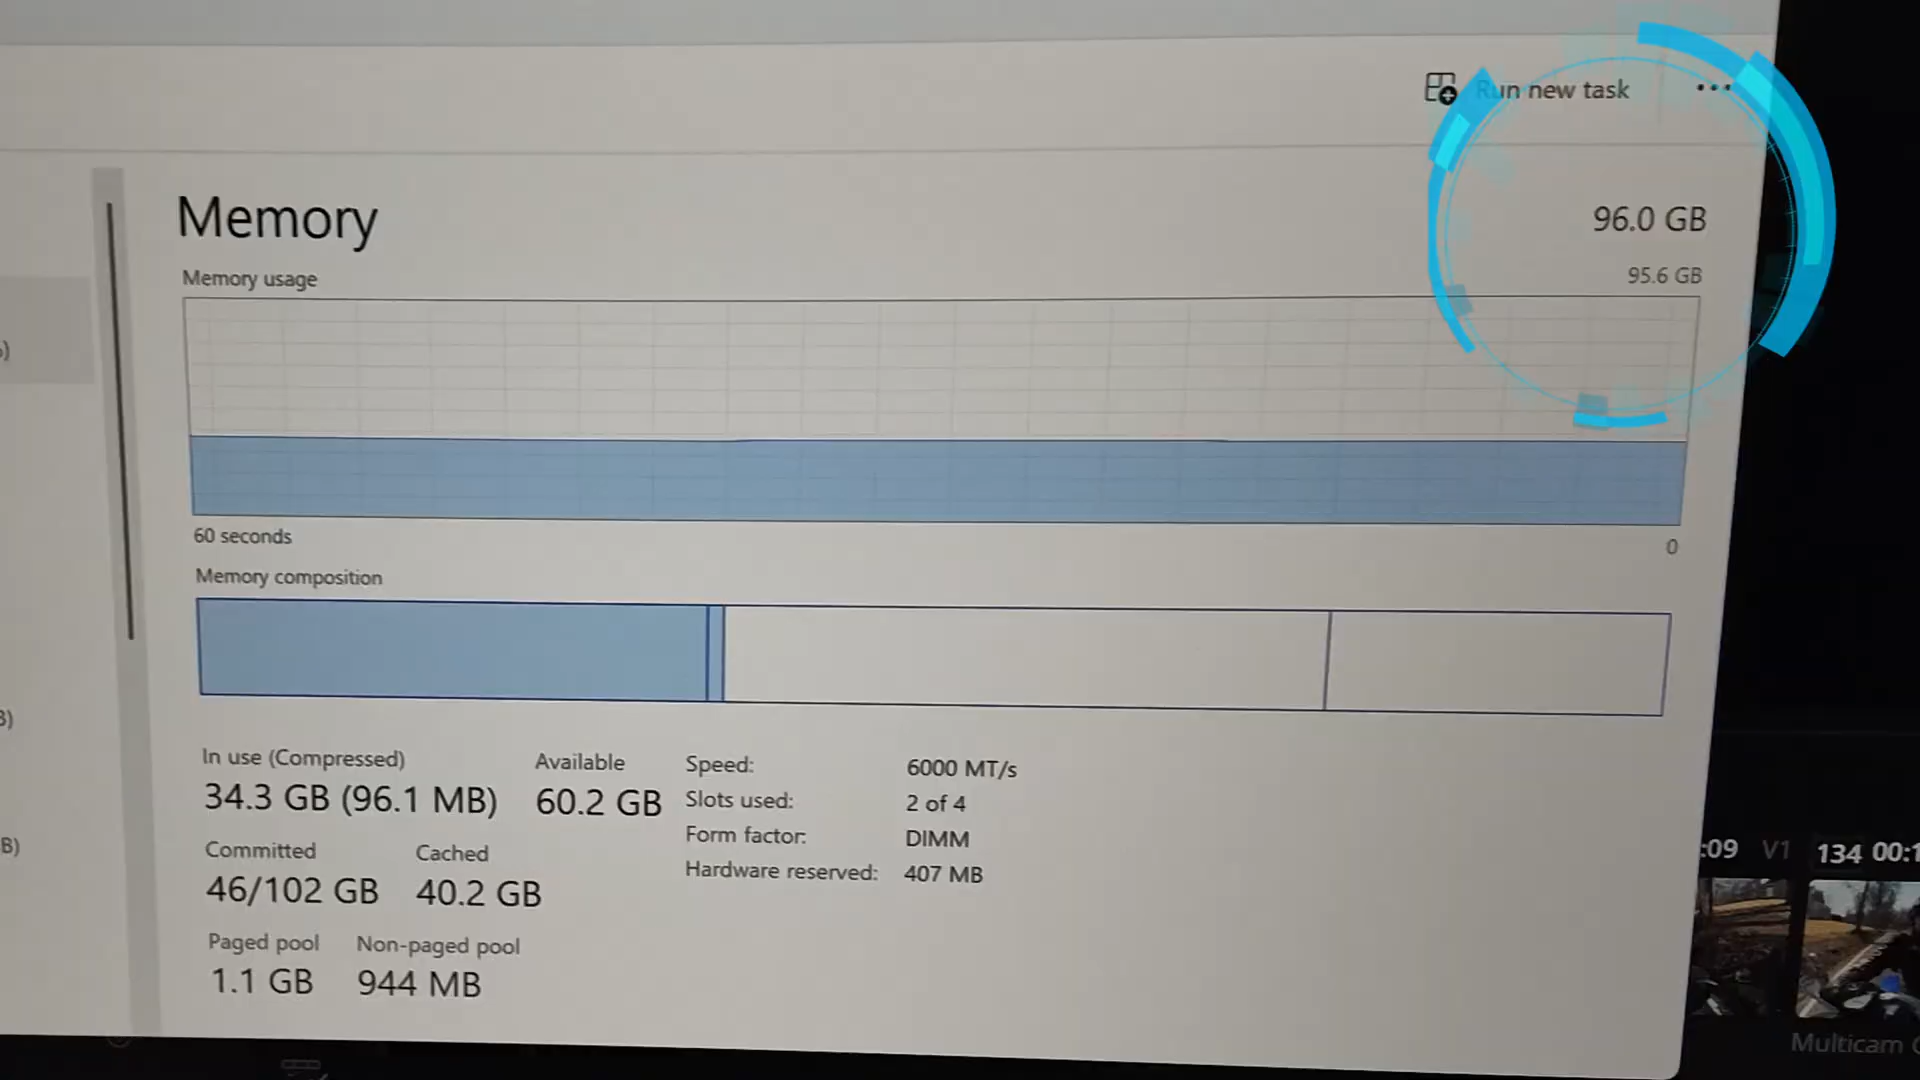 Run new task
Memory
96.0 GB
Memory usage
95.6 GB
60 seconds
0
Memory composition
In use (Compressed)
Available
34.3 GB (96.1 MB)
60.2 GB
Speed:
6000 MT/s
Slots used:
2 of 4
Form factor:
DIMM
Hardware reserved:
407 MB
Committed
Cached
46/102 GB
40.2 GB
Paged pool
Non-paged pool
1.1 GB
944 MB
B)
:09 V1 134 00:1
Multicam